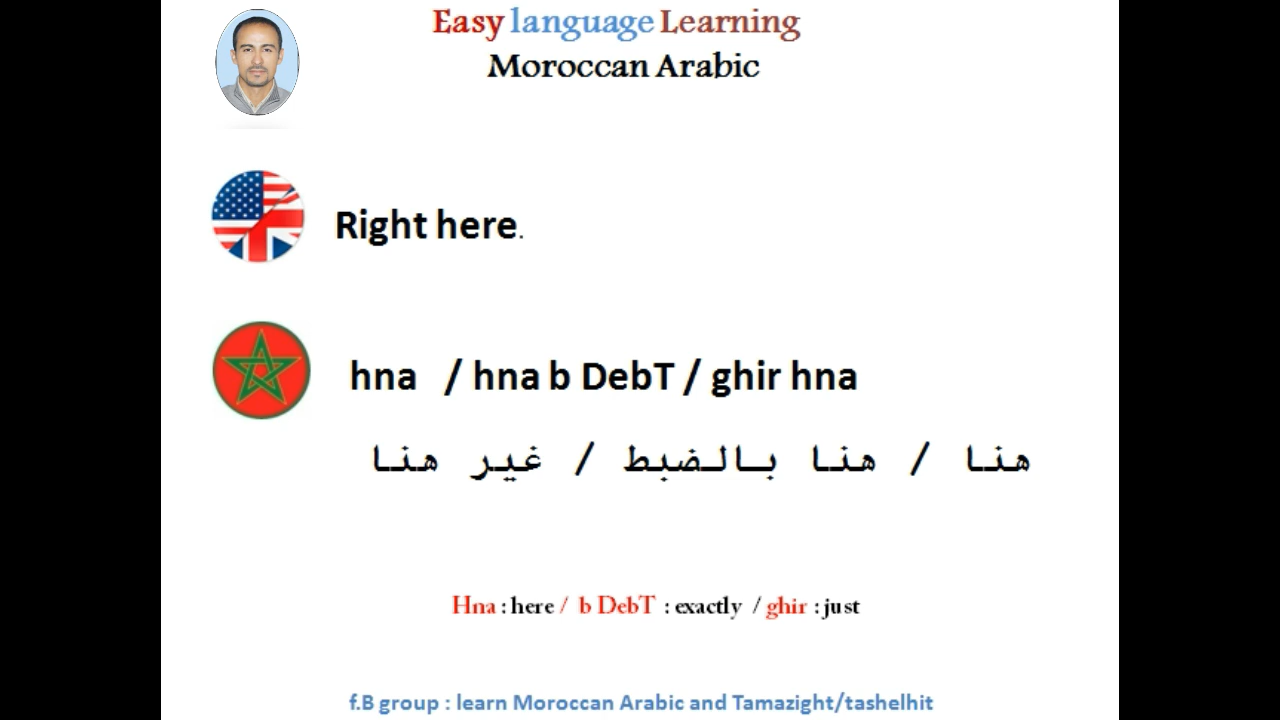 Easy language Learning
Moroccan Arabic
Right here.
hna / hna b DebT / ghir hna
هنا / هنا بالضبط / غير هنا
Hna : here / b DebT : exactly / ghir : just
f.B group : learn Moroccan Arabic and Tamazight/tashelhit